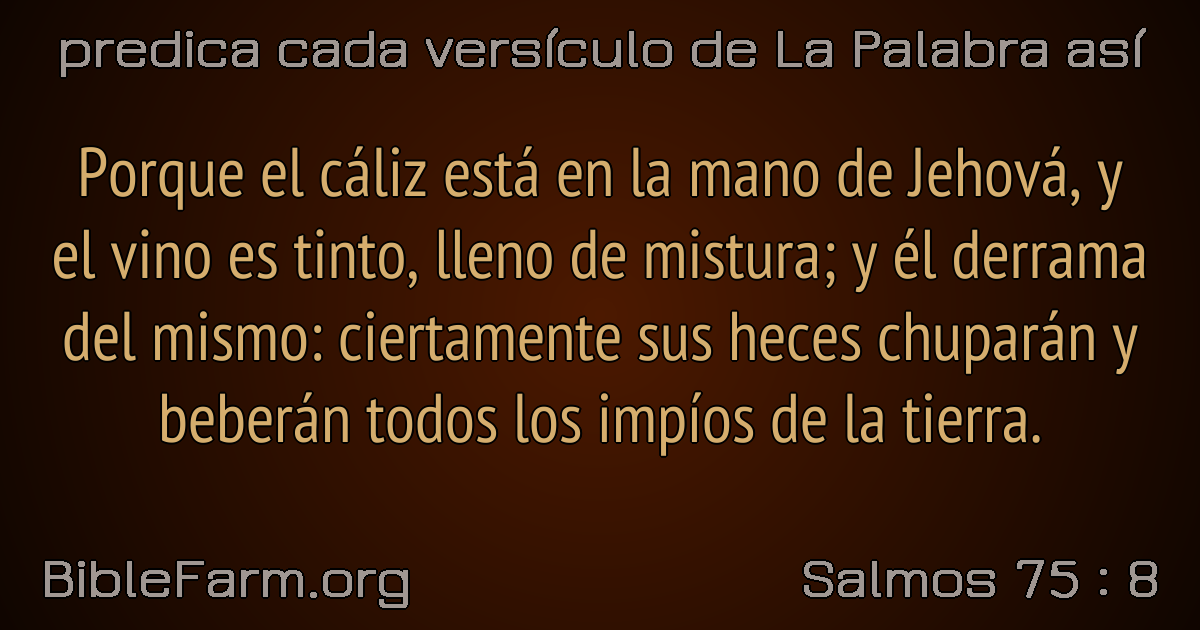 predica cada versículo de La Palabra así
Porque el cáliz está en la mano de Jehová, y
el vino es tinto, lleno de mistura; y él derrama
del mismo: ciertamente sus heces chuparán y
beberán todos los impíos de la tierra.
BibleFarm.org
Salmos 75 : 8